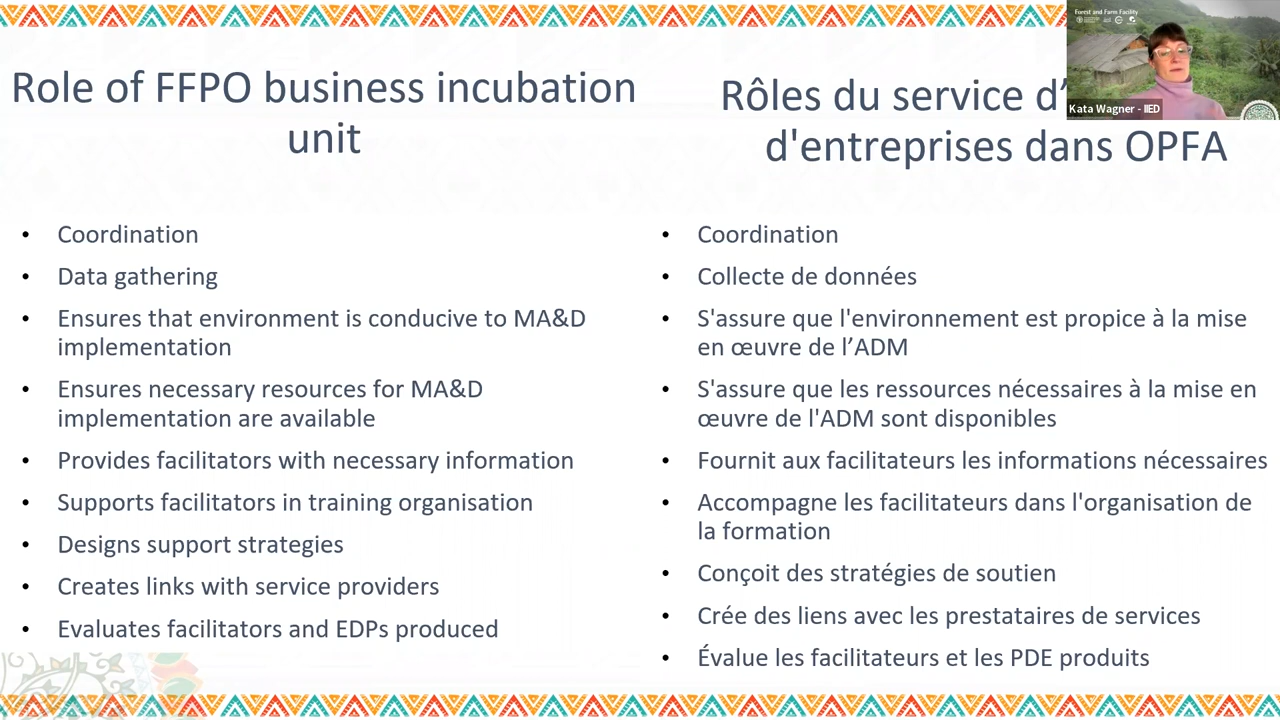 Role of FFPO business incubation
unit
Coordination
Data gathering
Ensures that environment is conducive to MA&D
implementation
Ensures necessary resources for MA&D
implementation are available
Provides facilitators with necessary information
Supports facilitators in training organisation
Designs support strategies
Creates links with service providers
Evaluates facilitators and EDPs produced
Rôles du service d’
d'entreprises dans OPFA
Coordination
Collecte de données
S'assure que l'environnement est propice à la mise
en œuvre de l’ADM
S'assure que les ressources nécessaires à la mise en
œuvre de l'ADM sont disponibles
Fournit aux facilitateurs les informations nécessaires
Accompagne les facilitateurs dans l'organisation de
la formation
Conçoit des stratégies de soutien
Crée des liens avec les prestataires de services
Évalue les facilitateurs et les PDE produits
Forest and Farm Facility
Kata Wagner - IIED